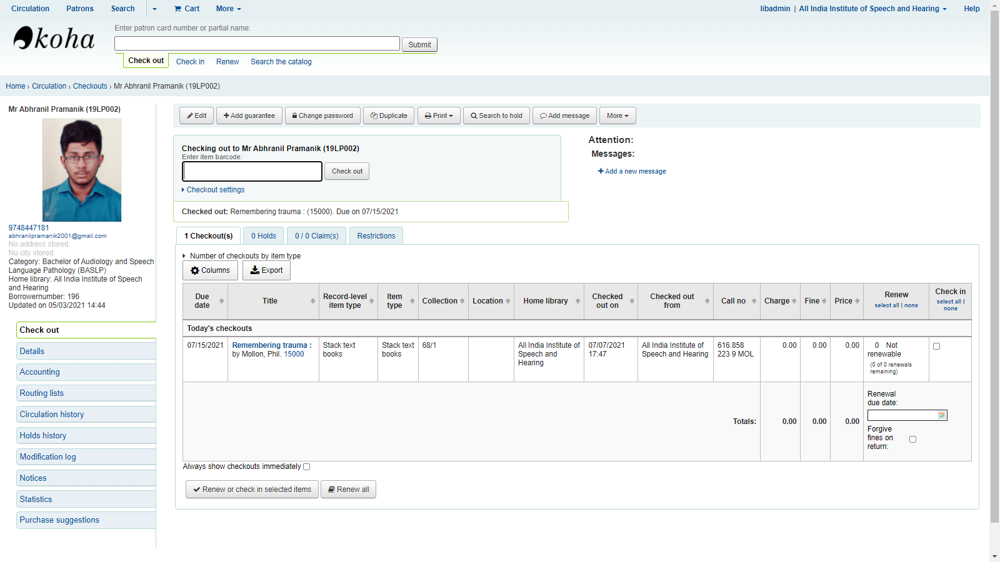 Circulation Patrons Search Cart More libadmin | All India Institute of Speech and Hearing Help
koha
Enter patron card number or partial name:
Submit
Check out Check in Renew Search the catalog
Home › Circulation › Checkouts › Mr Abhranil Pramanik (19LP002)
Mr Abhranil Pramanik (19LP002)
9748447181
abhranilpramanik2001@gmail.com
No address stored.
No city stored.
Category: Bachelor of Audiology and Speech
Language Pathology (BASLP)
Home library: All India Institute of Speech
and Hearing
Borrowernumber: 196
Updated on 05/03/2021 14:44
Check out
Details
Accounting
Routing lists
Circulation history
Holds history
Modification log
Notices
Statistics
Purchase suggestions
Edit Add guarantee Change password Duplicate Print Search to hold Add message More
Checking out to Mr Abhranil Pramanik (19LP002)
Enter item barcode:
Check out
Checkout settings
Checked out: Remembering trauma : (15000). Due on 07/15/2021
Attention:
Messages:
Add a new message
1 Checkout(s) 0 Holds 0 / 0 Claim(s) Restrictions
Number of checkouts by item type
Columns Export
Due date Title Record-level item type Item type Collection Location Home library Checked out on Checked out from Call no Charge Fine Price Renew select all | none Check in select all | none
Today's checkouts
07/15/2021 Remembering trauma : by Mollon, Phil. 15000 Stack text books Stack text books 68/1 All India Institute of Speech and Hearing 07/07/2021 17:47 All India Institute of Speech and Hearing 616.858 223 9 MOL 0.00 0.00 0.00 0 Not renewable (0 of 0 renewals remaining)
Totals: 0.00 0.00 0.00
Renewal
due date:
Forgive
fines on
return:
Always show checkouts immediately
Renew or check in selected items Renew all